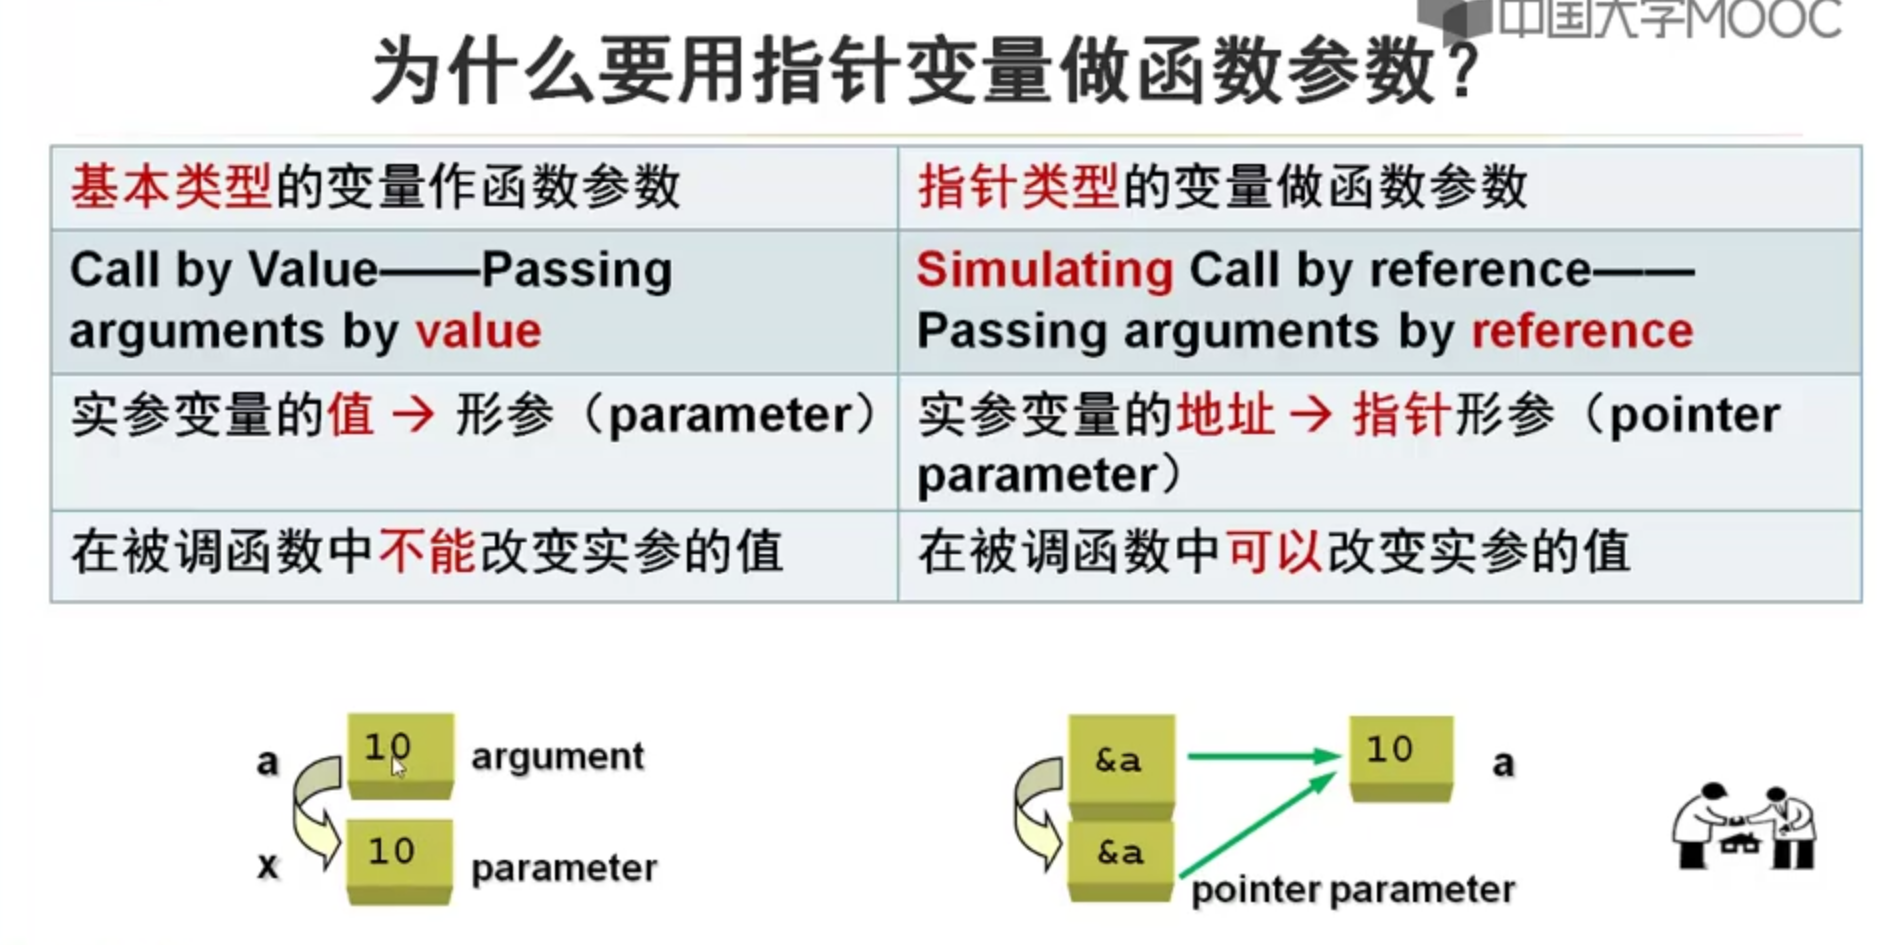 中国大学MOOC
为什么要用指针变量做函数参数?
基本类型的变量作函数参数
指针类型的变量做函数参数
Call by Value——Passing
arguments by value
Simulating Call by reference——
Passing arguments by reference
实参变量的值 → 形参（parameter）
实参变量的地址 → 指针形参（pointer
parameter）
在被调函数中不能改变实参的值
在被调函数中可以改变实参的值
a
10
argument
x
10
parameter
&a
10
a
&a
pointer parameter